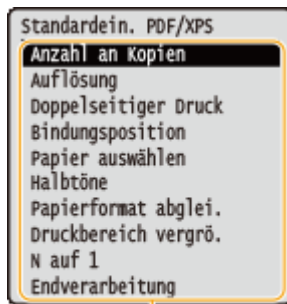 Standardein. PDF/XPS
Anzahl an Kopien
Auflösung
Doppelseitiger Druck
Bindungsposition
Papier auswählen
Halbtöne
Papierformat abglei.
Druckbereich vergrö.
N auf 1
Endverarbeitung